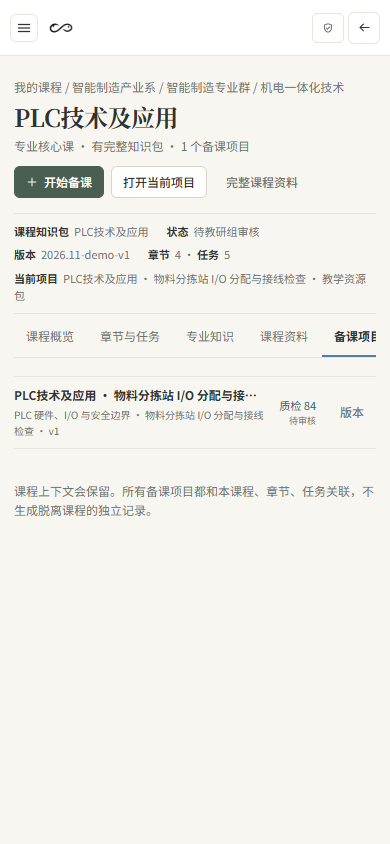 我的课程 / 智能制造产业系 / 智能制造专业群 / 机电一体化技术
PLC技术及应用
专业核心课 · 有完整知识包 · 1 个备课项目
+ 开始备课 打开当前项目 完整课程资料
课程知识包 PLC技术及应用 状态 待教研组审核
版本 2026.11-demo-v1 章节 4 · 任务 5
当前项目 PLC技术及应用 · 物料分拣站 I/O 分配与接线检查 · 教学资源
包
课程概览 章节与任务 专业知识 课程资料 备课项目
PLC技术及应用 · 物料分拣站 I/O 分配与接…
PLC 硬件、I/O 与安全边界 · 物料分拣站 I/O 分配与接线
检查 · v1
质检 84
待审核
版本
课程上下文会保留。所有备课项目都和本课程、章节、任务关联，不
生成脱离课程的独立记录。